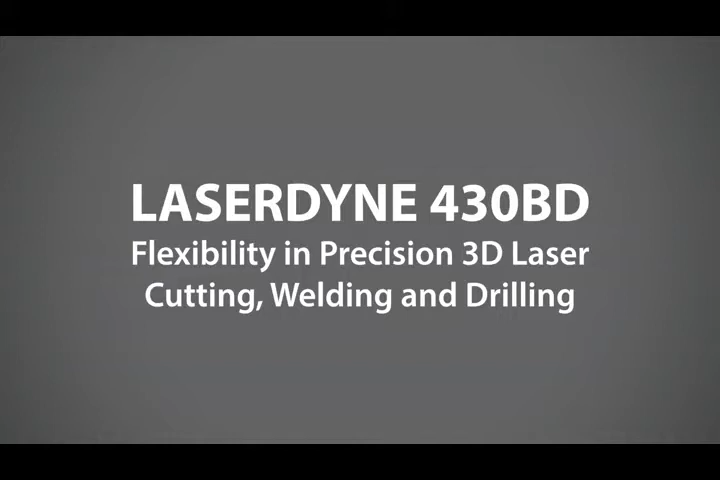 LASERDYNE 430BD
Flexibility in Precision 3D Laser
Cutting, Welding and Drilling